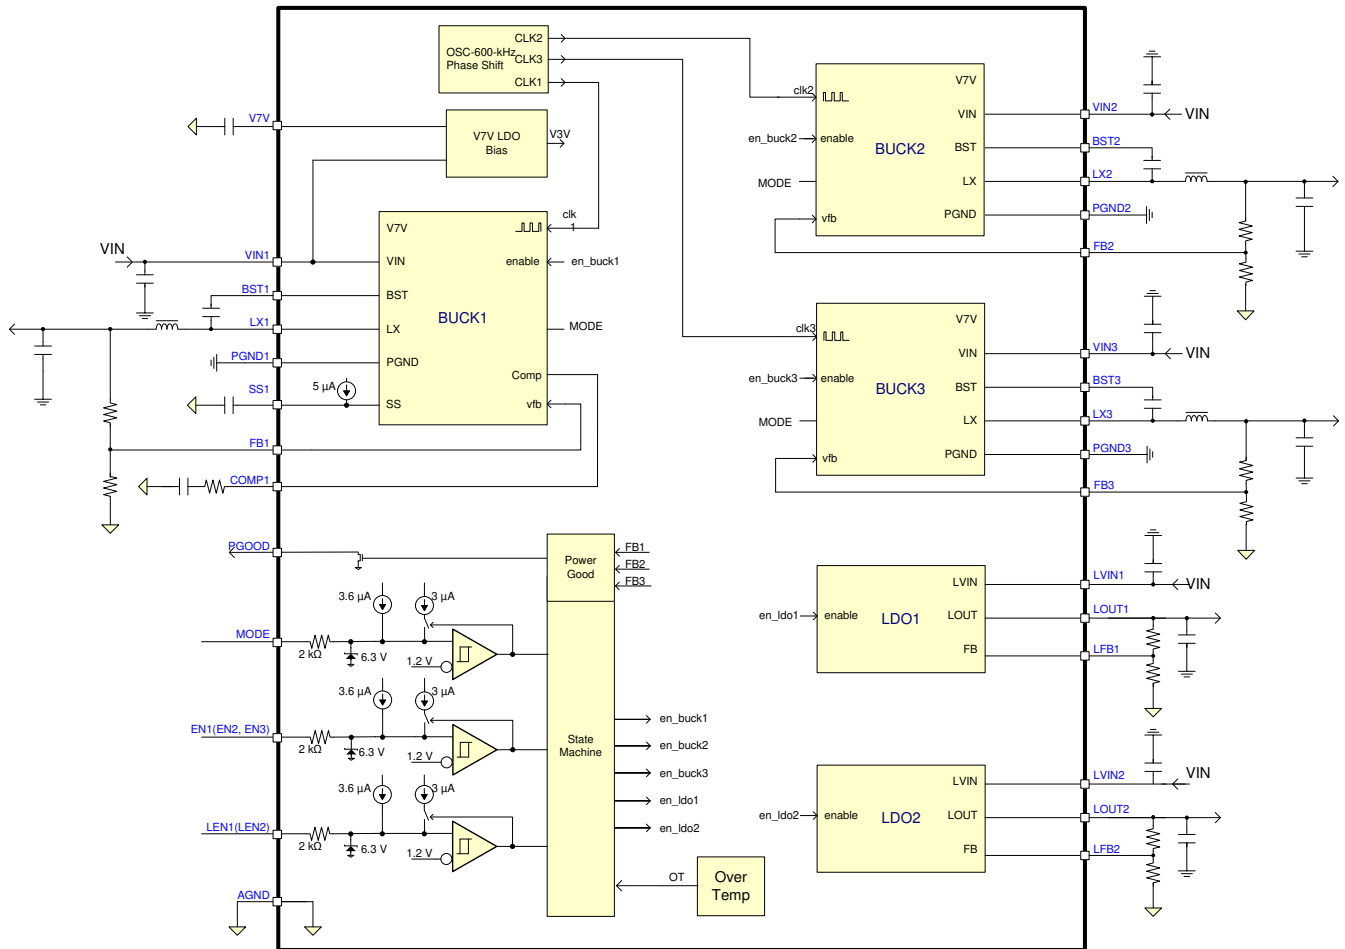 OSC-600-kHz
Phase Shift
CLK2
CLK3
CLK1
V7V
V7V LDO
Bias
V3V
BUCK1
V7V
VIN
BST
LX
PGND
SS
clk
1
enable
en_buck1
MODE
Comp
vfb
VIN
VIN1
BST1
LX1
PGND1
SS1
5 µA
FB1
COMP1
BUCK2
clk2
en_buck2
enable
MODE
vfb
V7V
VIN
BST
LX
PGND
VIN2
VIN
BST2
LX2
PGND2
FB2
BUCK3
clk3
en_buck3
enable
MODE
vfb
V7V
VIN
BST
LX
PGND
VIN3
VIN
BST3
LX3
PGND3
FB3
PGOOD
Power
Good
FB1
FB2
FB3
3.6 µA
3 µA
MODE
2 kΩ
6.3 V
1.2 V
3.6 µA
3 µA
EN1(EN2, EN3)
2 kΩ
6.3 V
1.2 V
3.6 µA
3 µA
LEN1(LEN2)
2 kΩ
6.3 V
1.2 V
AGND
State
Machine
en_buck1
en_buck2
en_buck3
en_ldo1
en_ldo2
OT
Over
Temp
en_ldo1
enable
LDO1
LVIN
LOUT
FB
LVIN1
VIN
LOUT1
LFB1
en_ldo2
enable
LDO2
LVIN
LOUT
FB
LVIN2
VIN
LOUT2
LFB2